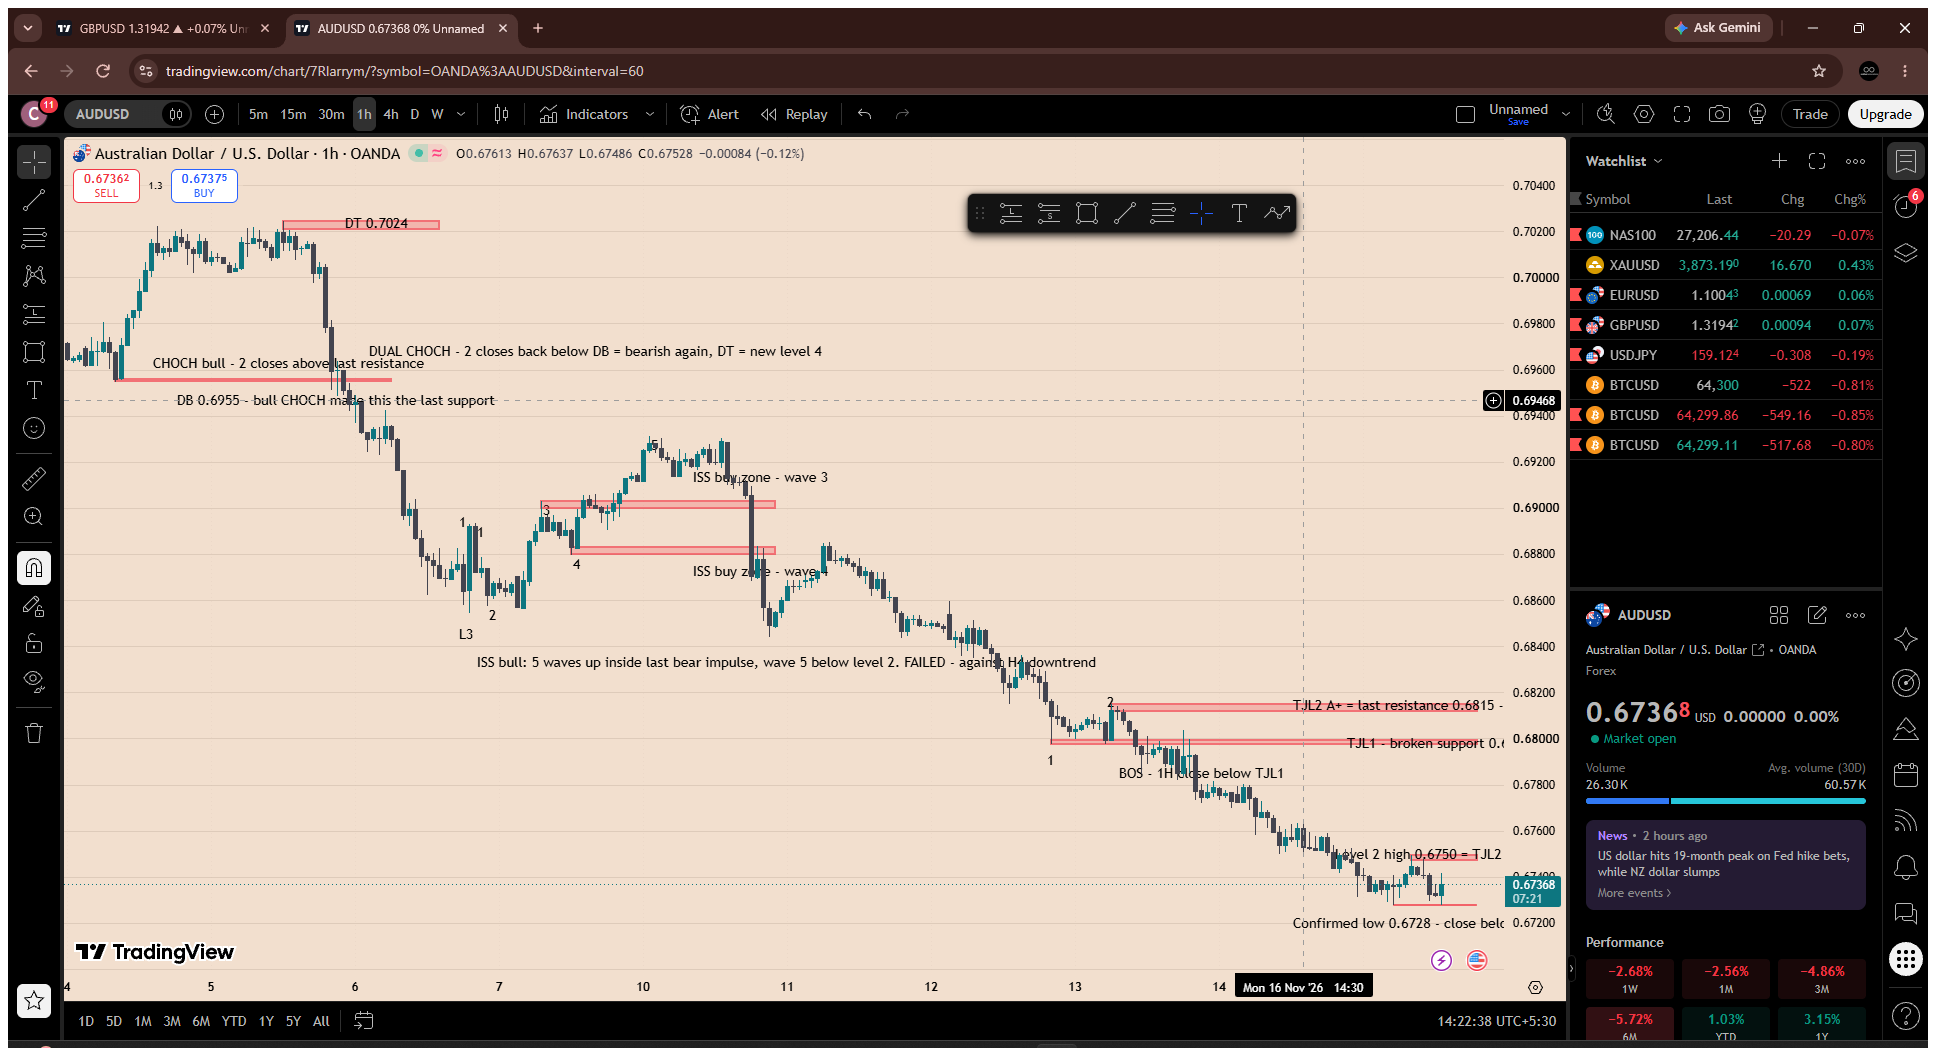 GBPUSD 1.31942 ▲ +0.07% Un
AUDUSD 0.67368 0% Unnamed
Ask Gemini
tradingview.com/chart/7Rlarrym/?symbol=OANDA%3AAUDUSD&interval=60
C 11
AUDUSD
5m 15m 30m 1h 4h D W
Indicators
Alert
Replay
Unnamed
Save
Trade
Upgrade
Australian Dollar / U.S. Dollar · 1h · OANDA
O0.67613 H0.67637 L0.67486 C0.67528 −0.00084 (−0.12%)
0.67362
SELL
1.3
0.67375
BUY
DT 0.7024
DUAL CHOCH - 2 closes back below DB = bearish again, DT = new level 4
CHOCH bull - 2 closes above last resistance
DB 0.6955 - bull CHOCH made this the last support
5
ISS buy zone - wave 3
3
1
1
4
ISS buy zone - wave 4
2
L3
ISS bull: 5 waves up inside last bear impulse, wave 5 below level 2. FAILED - against H4 downtrend
2
TJL2 A+ = last resistance 0.6815 -
TJL1 - broken support 0.6
1
BOS - 1H close below TJL1
Level 2 high 0.6750 = TJL2
Confirmed low 0.6728 - close belo
TradingView
0.70400
0.70200
0.70000
0.69800
0.69600
0.69468
0.69400
0.69200
0.69000
0.68800
0.68600
0.68400
0.68200
0.68000
0.67800
0.67600
0.67400
0.67368
07:21
0.67200
4 5 6 7 10 11 12 13 14
Mon 16 Nov '26 14:30
1D 5D 1M 3M 6M YTD 1Y 5Y All
14:22:38 UTC+5:30
Watchlist
Symbol Last Chg Chg%
100 NAS100 27,206.44 −20.29 −0.07%
XAUUSD 3,873.190 16.670 0.43%
EURUSD 1.10043 0.00069 0.06%
GBPUSD 1.31942 0.00094 0.07%
USDJPY 159.124 −0.308 −0.19%
BTCUSD 64,300 −522 −0.81%
BTCUSD 64,299.86 −549.16 −0.85%
BTCUSD 64,299.11 −517.68 −0.80%
6
AUDUSD
Australian Dollar / U.S. Dollar • OANDA
Forex
0.67368 USD 0.00000 0.00%
Market open
Volume
26.30 K
Avg. volume (30D)
60.57 K
News • 2 hours ago
US dollar hits 19-month peak on Fed hike bets,
while NZ dollar slumps
More events
Performance
−2.68%
1W
−2.56%
1M
−4.86%
3M
−5.72%
6M
1.03%
YTD
3.15%
1Y